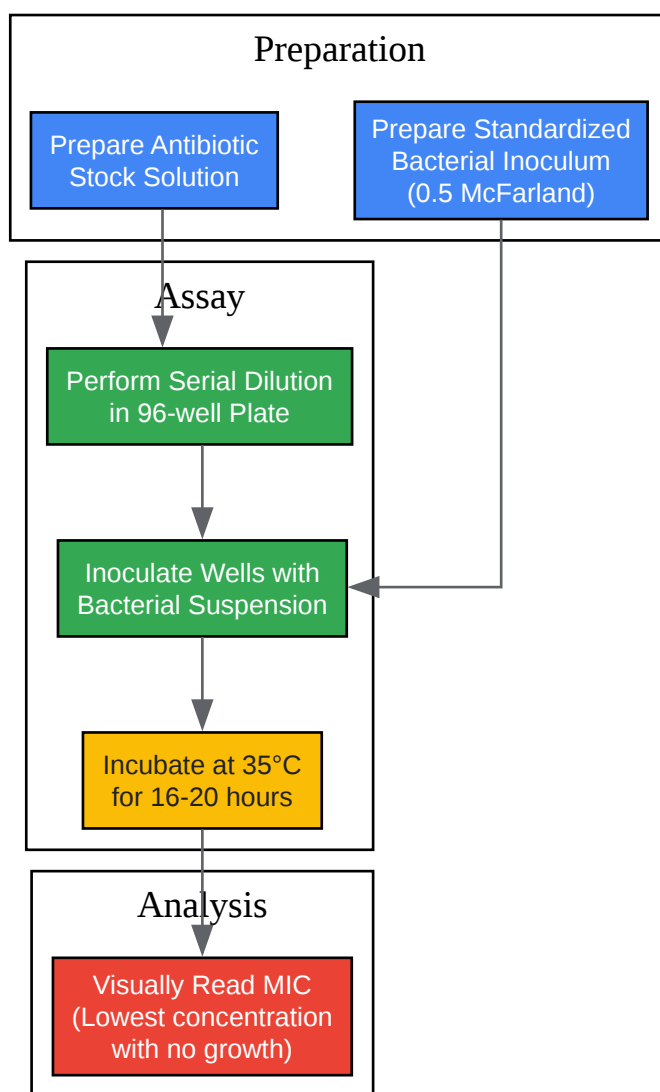 Preparation
Prepare Antibiotic
Stock Solution
Prepare Standardized
Bacterial Inoculum
(0.5 McFarland)
Assay
Perform Serial Dilution
in 96-well Plate
Inoculate Wells with
Bacterial Suspension
Incubate at 35°C
for 16-20 hours
Analysis
Visually Read MIC
(Lowest concentration
with no growth)